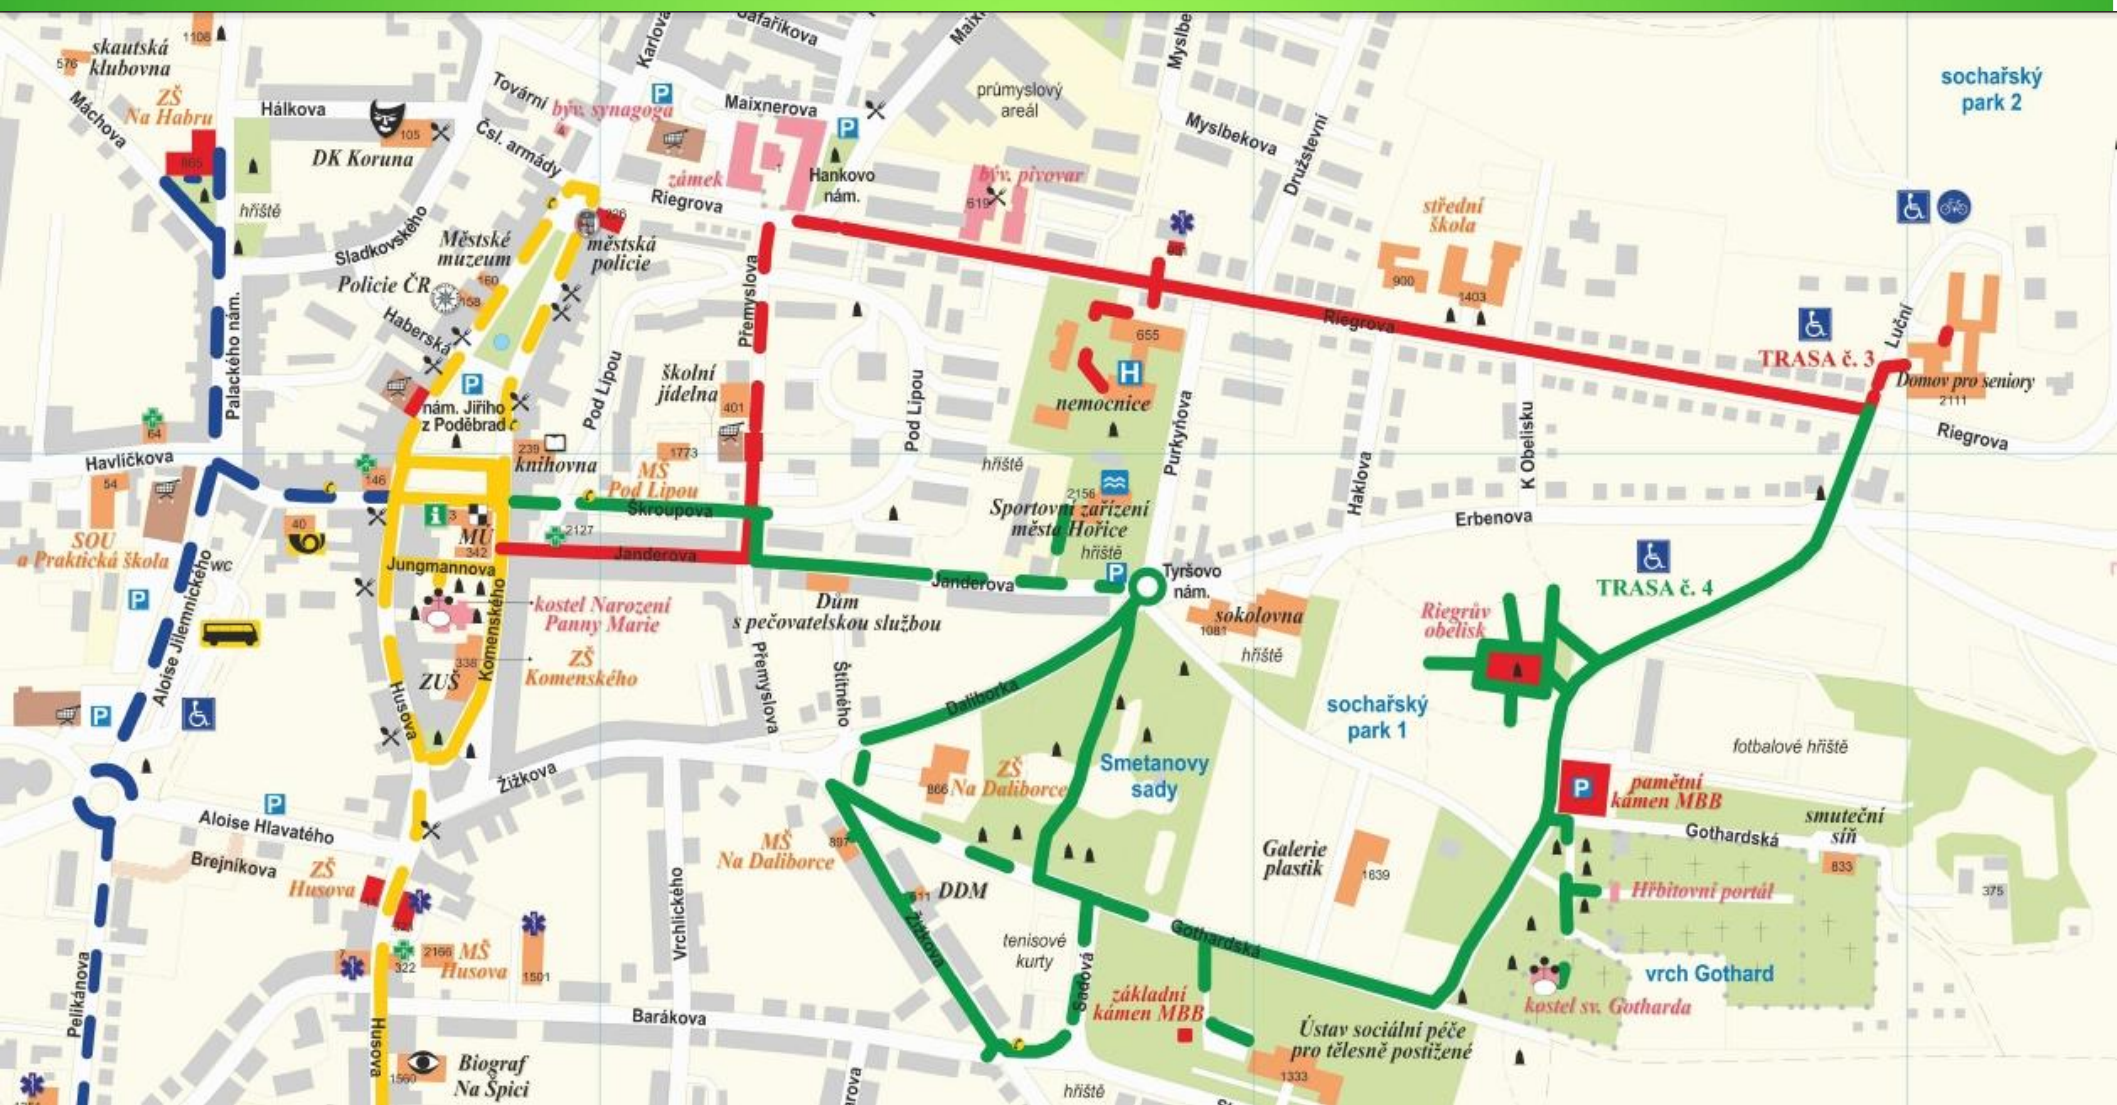 Šafaříkova
Karlova
1108
skautská
klubovna
576
ZŠ
Na Habru
Máchova
865
hřiště
Hálkova
105
DK Koruna
Tovární
Čsl. armády
býv. synagoga
P
Maixnerova
P
zámek
1
Hankovo
nám.
Riegrova
průmyslový
areál
býv. pivovar
619
Myslbekova
Družstevní
střední
škola
900
1403
sochařský
park 2
Sladkovského
Městské
muzeum
160
Policie ČR
158
městská
policie
Haberská
Palackého nám.
Přemyslova
Pod Lipou
Pod Lipou
školní
jídelna
401
P
nám. Jiřího
z Poděbrad
239
knihovna
MŠ
Pod Lipou
1773
Škroupova
2127
Janderova
Janderova
655
H
nemocnice
hřiště
2156
Sportovní zařízení
města Hořice
hřiště
P
Tyršovo
nám.
Purkyňova
Haklova
K Obelisku
Erbenova
Riegrova
TRASA č. 3
Luční
Domov pro seniory
2111
Riegrova
TRASA č. 4
64
Havlíčkova
54
SOU
a Praktická škola
146
40
i
3
MÚ
342
Jungmannova
WC
P
Aloise Jilemnického
kostel Narození
Panny Marie
Komenského
338
ZUŠ
ZŠ
Komenského
Husova
P
Dům
s pečovatelskou službou
Přemyslova
Štítného
Daliborka
sokolovna
1081
hřiště
Riegrův
obelisk
sochařský
park 1
Smetanovy
sady
866
ZŠ
Na Daliborce
fotbalové hřiště
P
pamětní
kámen MBB
smuteční
síň
833
Gothardská
375
Žižkova
P
Aloise Hlavatého
Brejníkova
ZŠ
Husova
MŠ
Na Daliborce
897
Vrchlického
DDM
Žižkova
Galerie
plastik
1639
Hřbitovní portál
vrch Gothard
kostel sv. Gotharda
7
322
2166
MŠ
Husova
1501
Pelikánova
Barákova
tenisové
kurty
Sadová
Gothardská
základní
kámen MBB
Ústav sociální péče
pro tělesně postižené
1333
Husova
1560
Biograf
Na Špici
hřiště